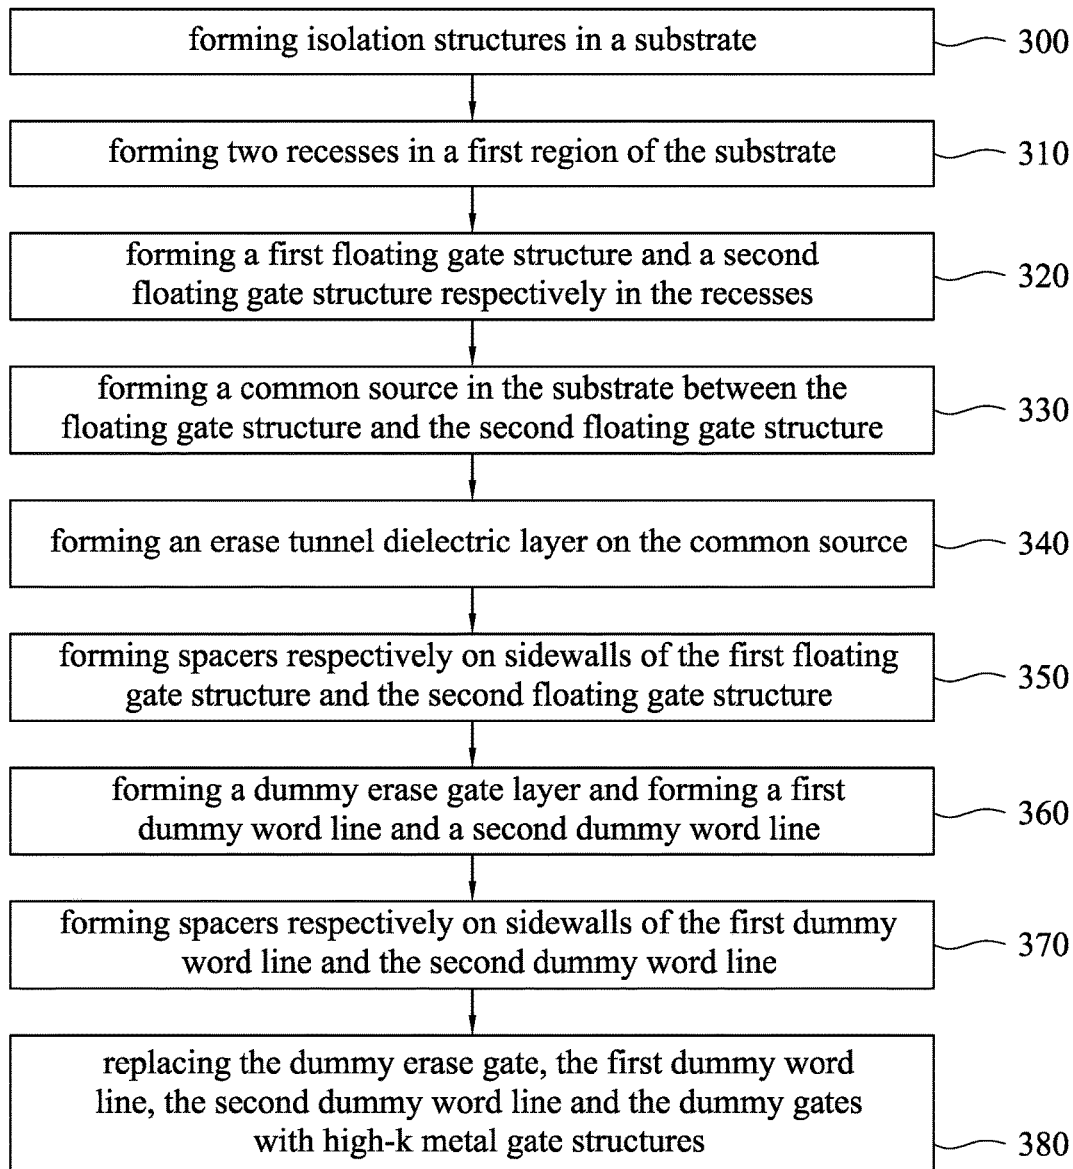 forming isolation structures in a substrate
300
forming two recesses in a first region of the substrate
310
forming a first floating gate structure and a second
floating gate structure respectively in the recesses
320
forming a common source in the substrate between the
floating gate structure and the second floating gate structure
330
forming an erase tunnel dielectric layer on the common source
340
forming spacers respectively on sidewalls of the first floating
gate structure and the second floating gate structure
350
forming a dummy erase gate layer and forming a first
dummy word line and a second dummy word line
360
forming spacers respectively on sidewalls of the first dummy
word line and the second dummy word line
370
replacing the dummy erase gate, the first dummy word
line, the second dummy word line and the dummy gates
with high-k metal gate structures
380